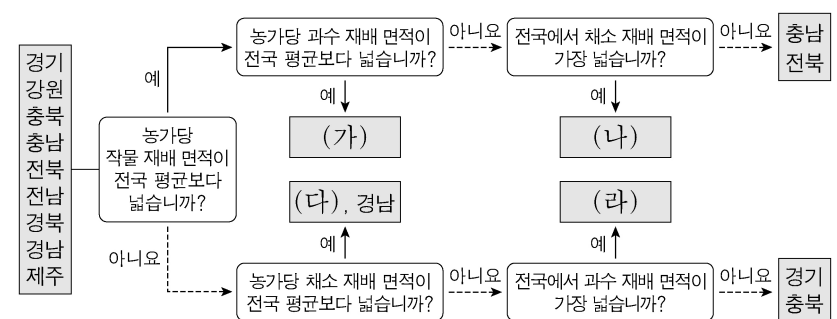 경기
강원
충북
충남
전북
전남
경북
경남
제주
농가당
작물 재배 면적이
전국 평균보다
넓습니까?
예
농가당 과수 재배 면적이
전국 평균보다 넓습니까?
아니요
전국에서 채소 재배 면적이
가장 넓습니까?
아니요
충남
전북
예
(가)
예
(나)
(다), 경남
(라)
예
예
아니요
농가당 채소 재배 면적이
전국 평균보다 넓습니까?
아니요
전국에서 과수 재배 면적이
가장 넓습니까?
아니요
경기
충북